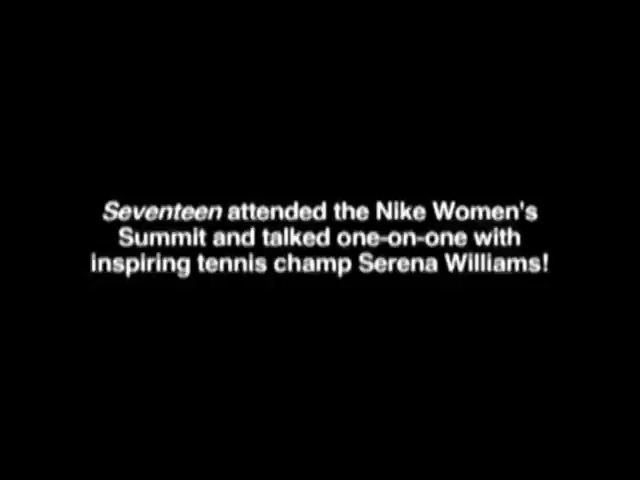 Seventeen attended the Nike Women's
Summit and talked one-on-one with
inspiring tennis champ Serena Williams!